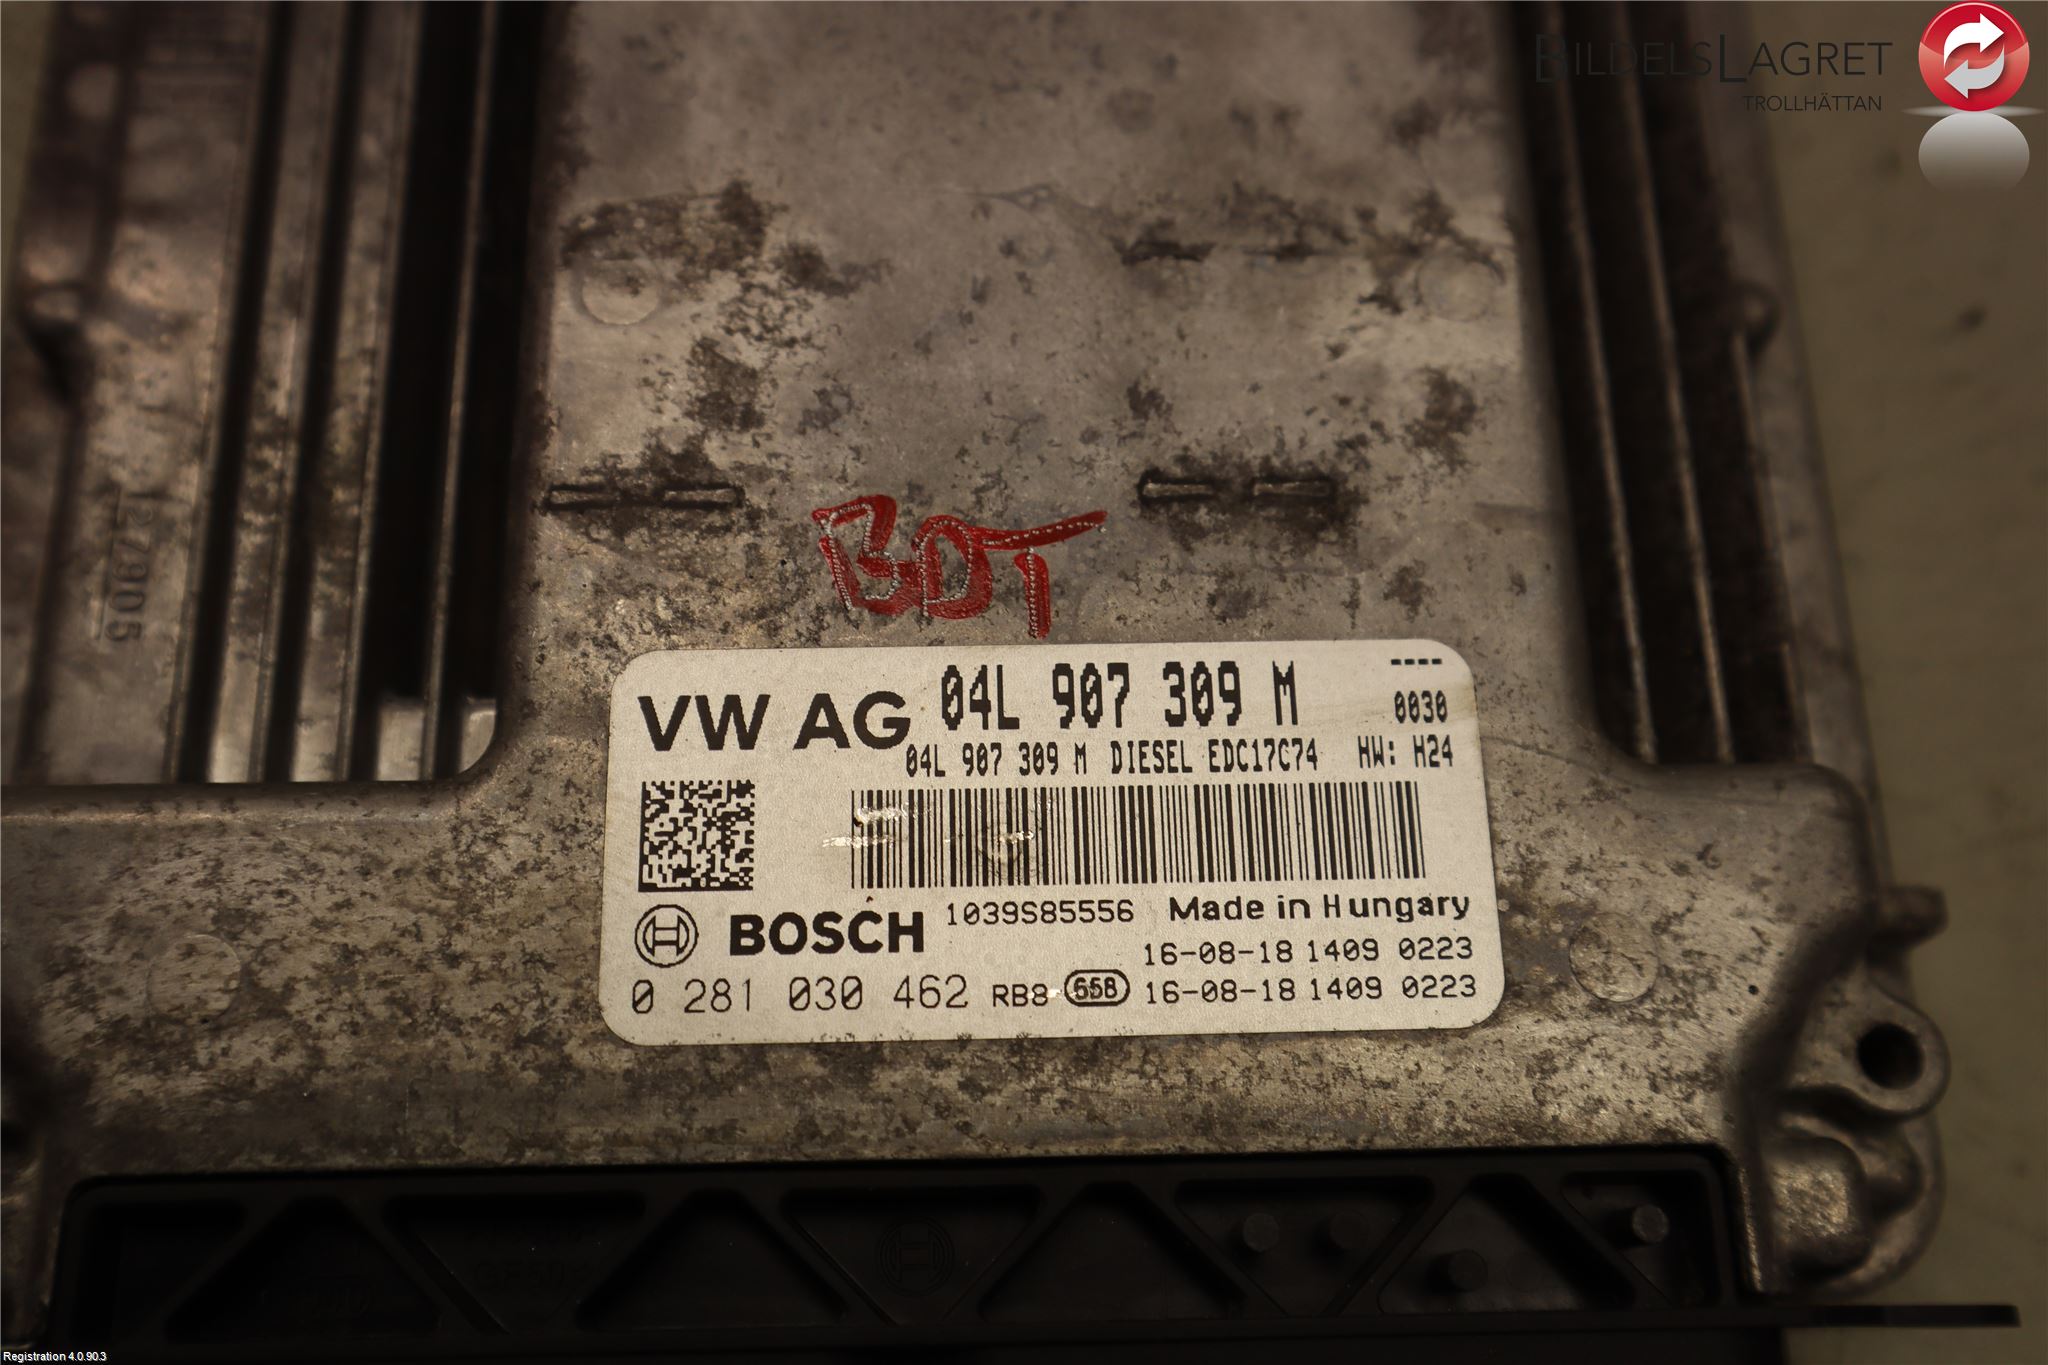 BILDELSLAGRET
TROLLHÄTTAN
127905
BDT
VW AG 04L 907 309 M ----
0030
04L 907 309 M DIESEL EDC17C74 HW: H24
BOSCH 1039S85556 Made in Hungary
16-08-18 1409 0223
0 281 030 462 RB8 558 16-08-18 1409 0223
Registration 4.0.90.3